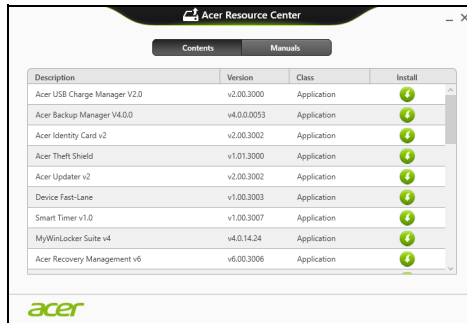 Acer Resource Center
Contents Manuals
Description Version Class Install
Acer USB Charge Manager V2.0 v2.00.3000 Application
Acer Backup Manager V4.0.0 v4.0.0.0053 Application
Acer Identity Card v2 v2.00.3002 Application
Acer Theft Shield v1.01.3000 Application
Acer Updater v2 v2.00.3002 Application
Device Fast-Lane v1.00.3003 Application
Smart Timer v1.0 v1.00.3007 Application
MyWinLocker Suite v4 v4.0.14.24 Application
Acer Recovery Management v6 v6.00.3006 Application
acer